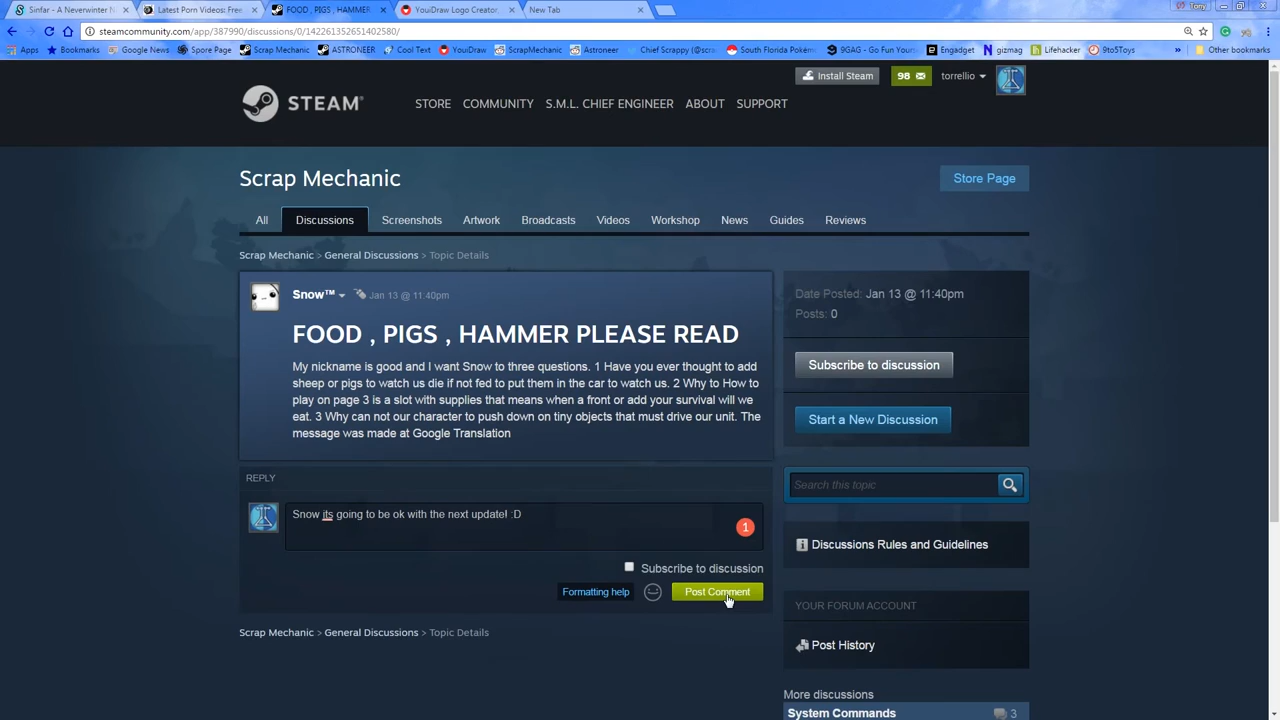 Sinfar - A Neverwinter N
Latest Porn Videos: Free
FOOD , PIGS , HAMMER
YouiDraw Logo Creator,
New Tab
Tony
steamcommunity.com/app/387990/discussions/0/142261352651402580/
Apps
Bookmarks
Google News
Spore Page
Scrap Mechanic
ASTRONEER
Cool Text
YouiDraw
ScrapMechanic
Astroneer
Chief Scrappy (@scra
South Florida Pokém
9GAG - Go Fun Yours
Engadget
gizmag
Lifehacker
9to5Toys
»
Other bookmarks
Install Steam
98
torrellio
STEAM
STORE
COMMUNITY
S.M.L. CHIEF ENGINEER
ABOUT
SUPPORT
Scrap Mechanic
Store Page
All
Discussions
Screenshots
Artwork
Broadcasts
Videos
Workshop
News
Guides
Reviews
Scrap Mechanic > General Discussions > Topic Details
Snow™
Jan 13 @ 11:40pm
FOOD , PIGS , HAMMER PLEASE READ
My nickname is good and I want Snow to three questions. 1 Have you ever thought to add
sheep or pigs to watch us die if not fed to put them in the car to watch us. 2 Why to How to
play on page 3 is a slot with supplies that means when a front or add your survival will we
eat. 3 Why can not our character to push down on tiny objects that must drive our unit. The
message was made at Google Translation
Date Posted: Jan 13 @ 11:40pm
Posts: 0
Subscribe to discussion
Start a New Discussion
REPLY
Snow its going to be ok with the next update! :D
1
Subscribe to discussion
Formatting help
Post Comment
Scrap Mechanic > General Discussions > Topic Details
Search this topic
Discussions Rules and Guidelines
YOUR FORUM ACCOUNT
Post History
More discussions
System Commands
3